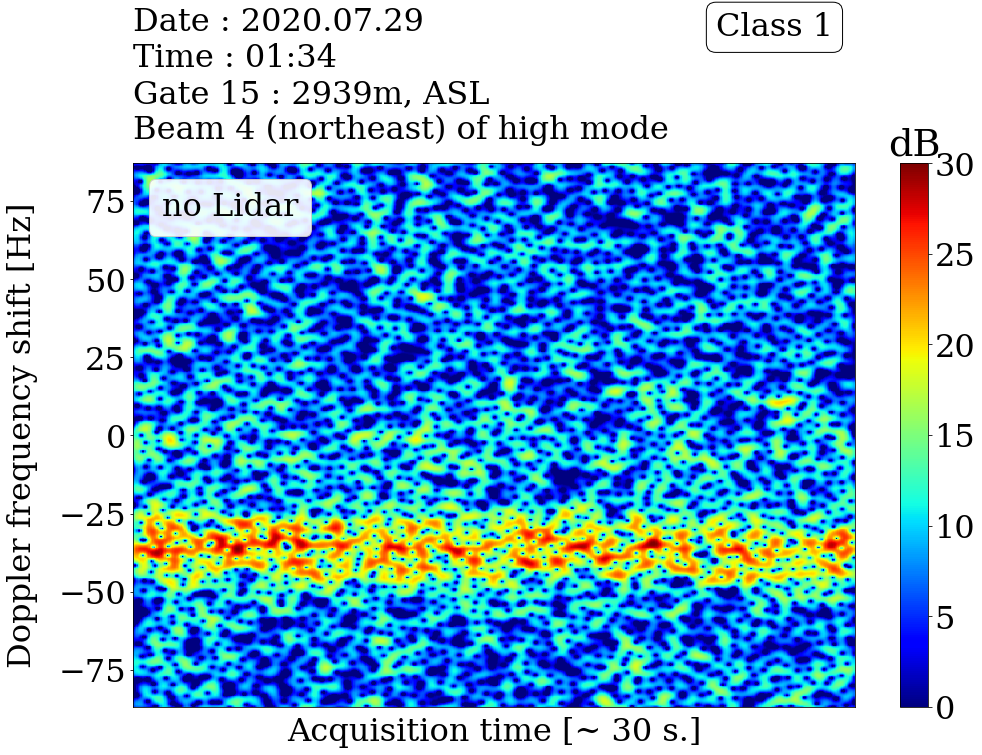 Date : 2020.07.29
Time : 01:34
Gate 15 : 2939m, ASL
Beam 4 (northeast) of high mode
Class 1
dB
no Lidar
Doppler frequency shift [Hz]
75
50
25
0
−25
−50
−75
30
25
20
15
10
5
0
Acquisition time [~ 30 s.]